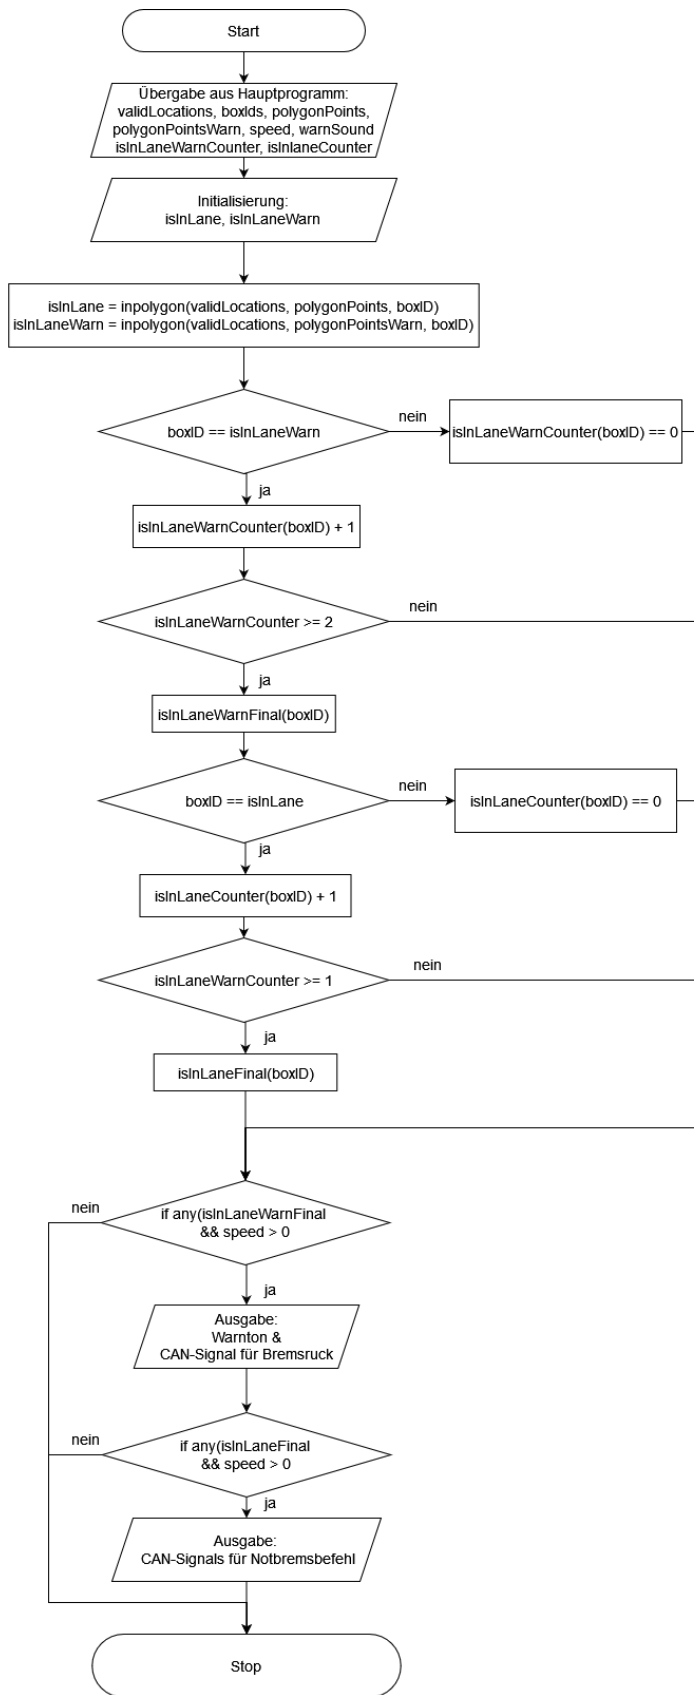 Start
Übergabe aus Hauptprogramm:
validLocations, boxIds, polygonPoints,
polygonPointsWarn, speed, warnSound
isInLaneWarnCounter, isInlaneCounter
Initialisierung:
isInLane, isInLaneWarn
isInLane = inpolygon(validLocations, polygonPoints, boxID)
isInLaneWarn = inpolygon(validLocations, polygonPointsWarn, boxID)
boxID == isInLaneWarn
nein
isInLaneWarnCounter(boxID) == 0
ja
isInLaneWarnCounter(boxID) + 1
isInLaneWarnCounter >= 2
nein
ja
isInLaneWarnFinal(boxID)
boxID == isInLane
nein
isInLaneCounter(boxID) == 0
ja
isInLaneCounter(boxID) + 1
isInLaneWarnCounter >= 1
nein
ja
isInLaneFinal(boxID)
nein
if any(isInLaneWarnFinal
&& speed > 0
ja
Ausgabe:
Warnton &
CAN-Signal für Bremsruck
nein
if any(isInLaneFinal
&& speed > 0
ja
Ausgabe:
CAN-Signals für Notbremsbefehl
Stop